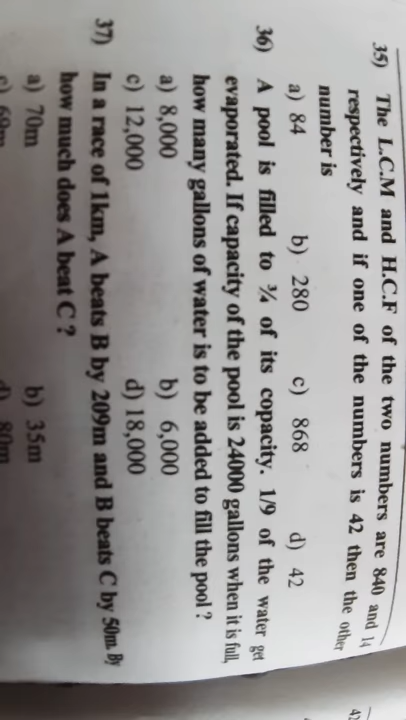 35) The L.C.M and H.C.F of the two numbers are 840 and 14
respectively and if one of the numbers is 42 then the other
number is
a) 84 b) 280 c) 868 d) 42
36) A pool is filled to ¾ of its copacity. 1/9 of the water get
evaporated. If capacity of the pool is 24000 gallons when it is full,
how many gallons of water is to be added to fill the pool ?
a) 8,000 b) 6,000
c) 12,000 d) 18,000
37) In a race of 1km, A beats B by 209m and B beats C by 50m. By
how much does A beat C ?
a) 70m b) 35m
c) 60m d) 80m